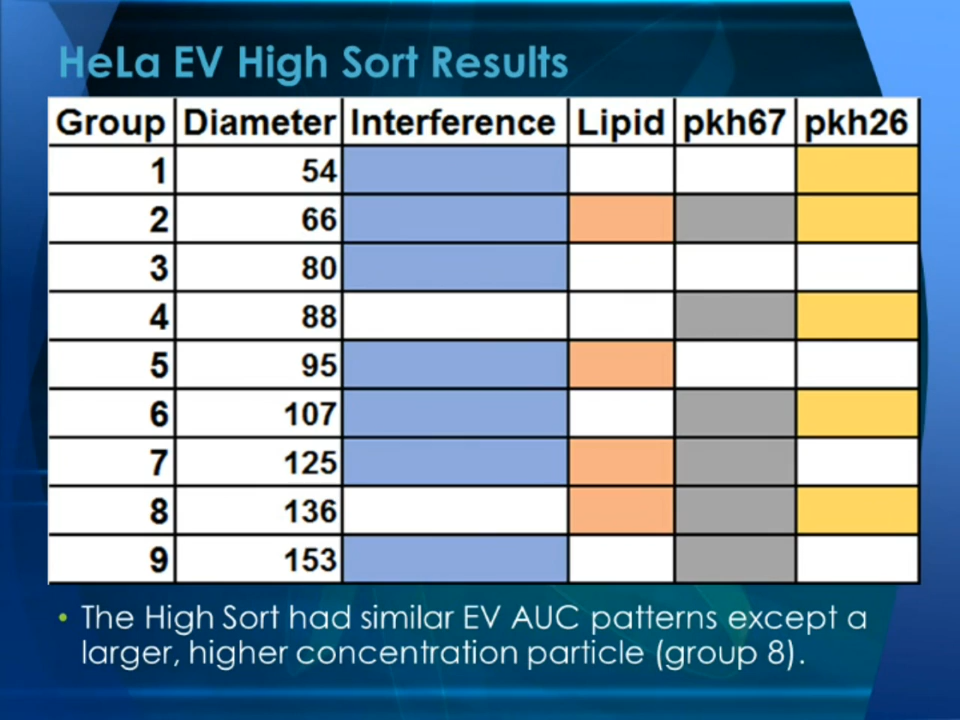 HeLa EV High Sort Results
Group Diameter Interference Lipid pkh67 pkh26
1 54
2 66
3 80
4 88
5 95
6 107
7 125
8 136
9 153
• The High Sort had similar EV AUC patterns except a
larger, higher concentration particle (group 8).